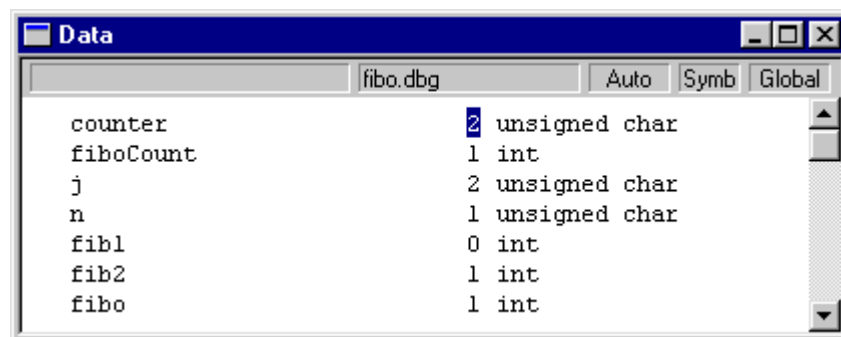 Data
fibo.dbg Auto Symb Global
counter 2 unsigned char
fiboCount 1 int
j 2 unsigned char
n 1 unsigned char
fib1 0 int
fib2 1 int
fibo 1 int